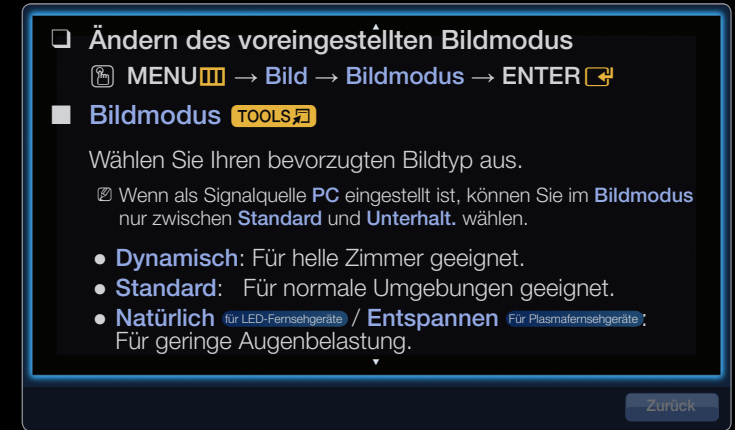 ❑ Ändern des voreingestellten Bildmodus
MENU → Bild → Bildmodus → ENTER
■ Bildmodus TOOLS
Wählen Sie Ihren bevorzugten Bildtyp aus.
Wenn als Signalquelle PC eingestellt ist, können Sie im Bildmodus
nur zwischen Standard und Unterhalt. wählen.
● Dynamisch: Für helle Zimmer geeignet.
● Standard: Für normale Umgebungen geeignet.
● Natürlich für LED-Fernsehgeräte / Entspannen Für Plasmafernsehgeräte:
Für geringe Augenbelastung.
Zurück